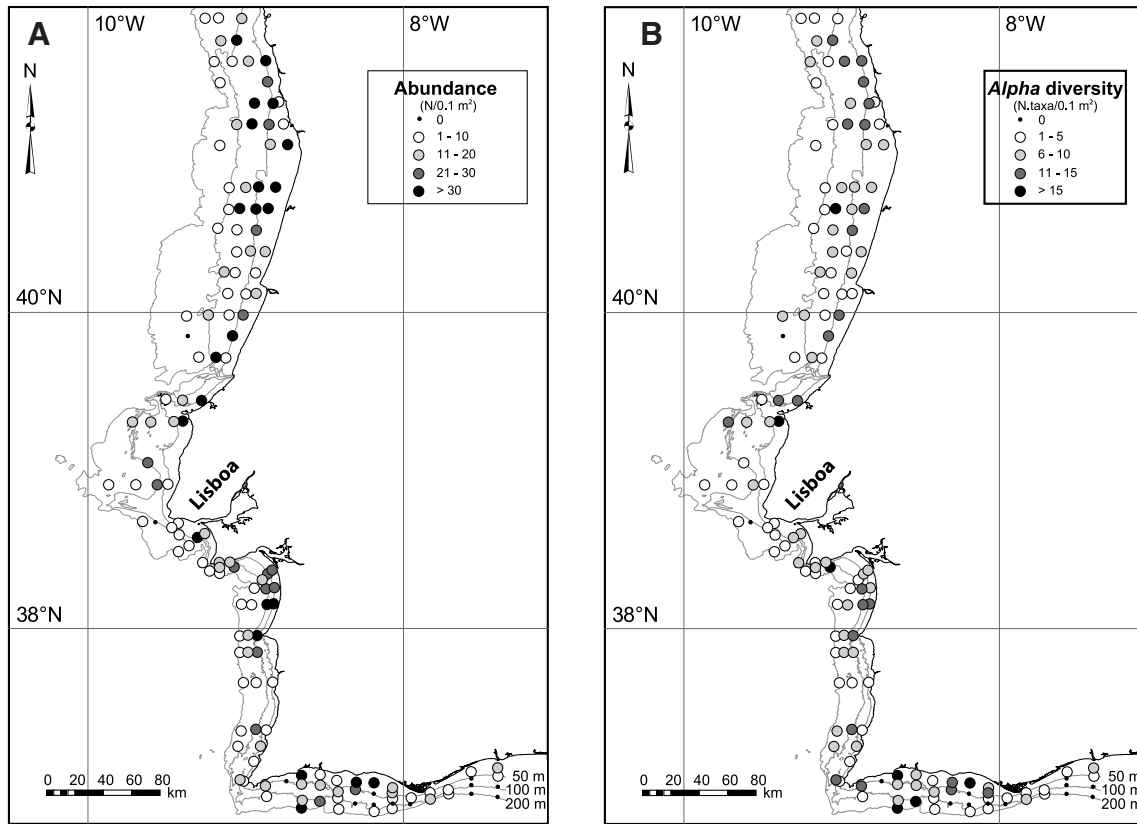 A
10°W
8°W
N
Abundance
(N/0.1 m²)
0
1 - 10
11 - 20
21 - 30
> 30
40°N
Lisboa
38°N
0 20 40 60 80
km
50 m
100 m
200 m
B
10°W
8°W
N
Alpha diversity
(N.taxa/0.1 m²)
0
1 - 5
6 - 10
11 - 15
> 15
40°N
Lisboa
38°N
0 20 40 60 80
km
50 m
100 m
200 m